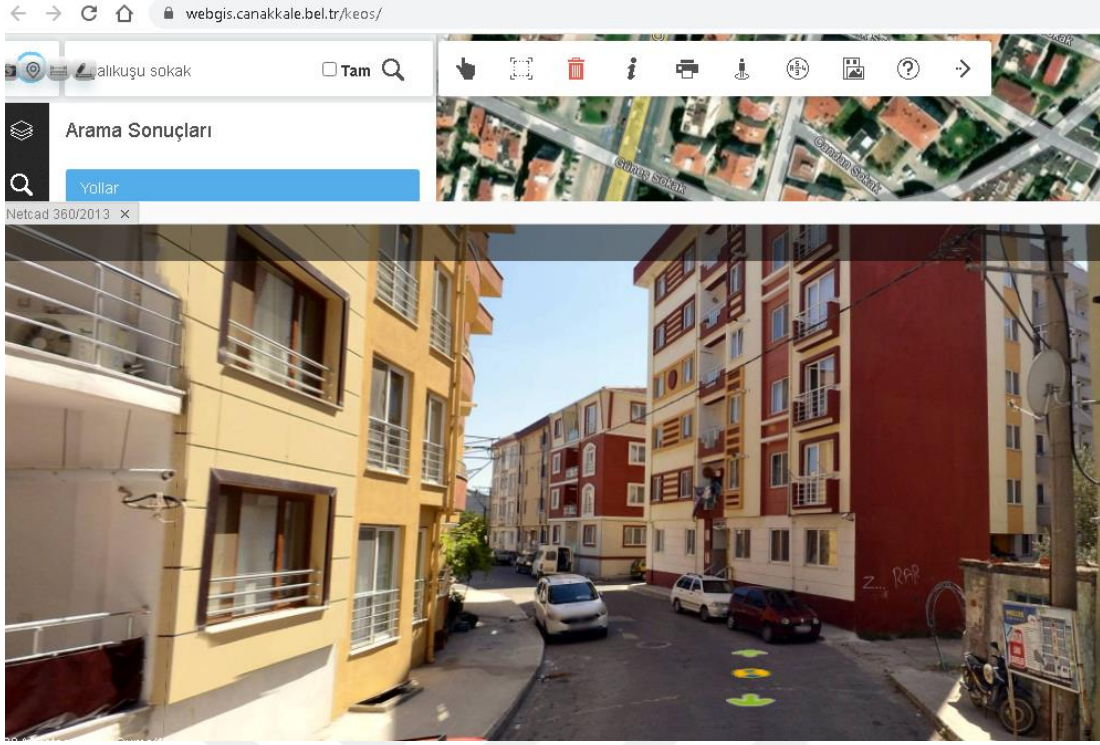 webgis.canakkale.bel.tr/keos/
alıkuşu sokak
Tam
Arama Sonuçları
Yollar
Güneş Sokak
Candan Sokak
Netcad 360/2013 ×
Z... RAP